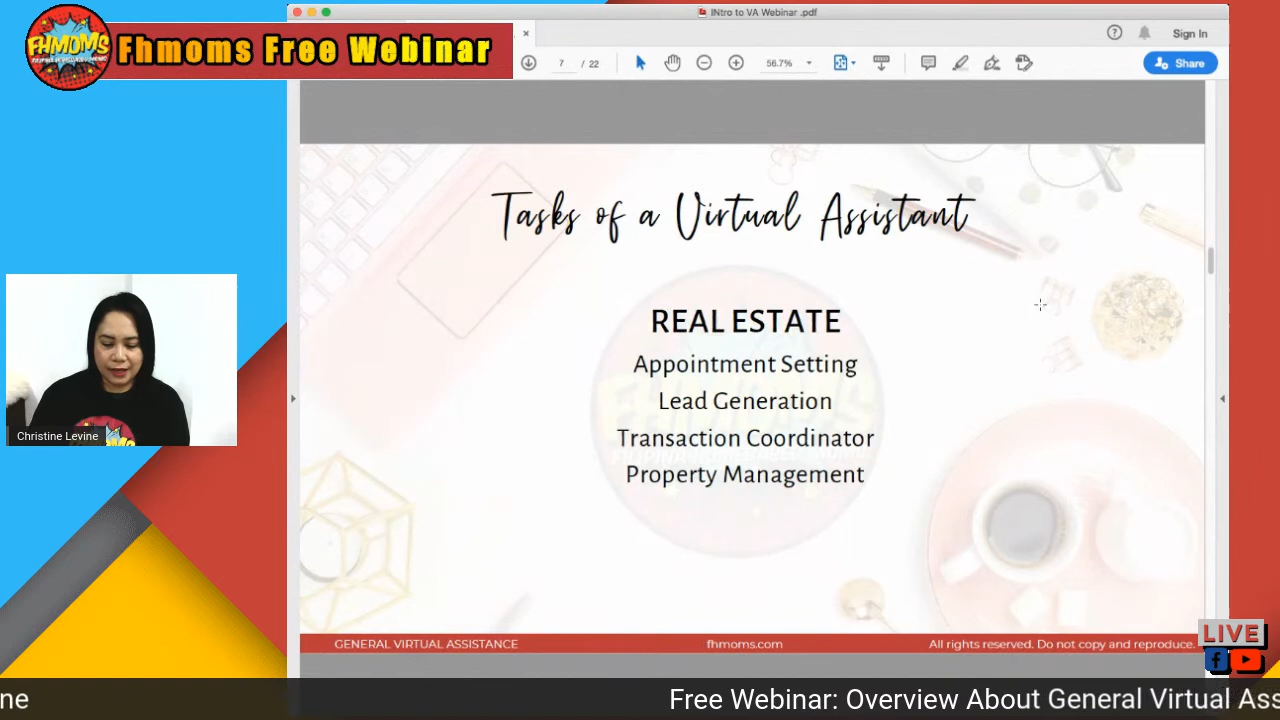 FHMOMS
Fhmoms Free Webinar
INtro to VA Webinar .pdf
Sign In
7 / 22
56.7%
Share
Tasks of a Virtual Assistant
REAL ESTATE
Appointment Setting
Lead Generation
Transaction Coordinator
Property Management
Christine Levine
GENERAL VIRTUAL ASSISTANCE
fhmoms.com
All rights reserved. Do not copy and reproduce.
LIVE
ne
Free Webinar: Overview About General Virtual Ass